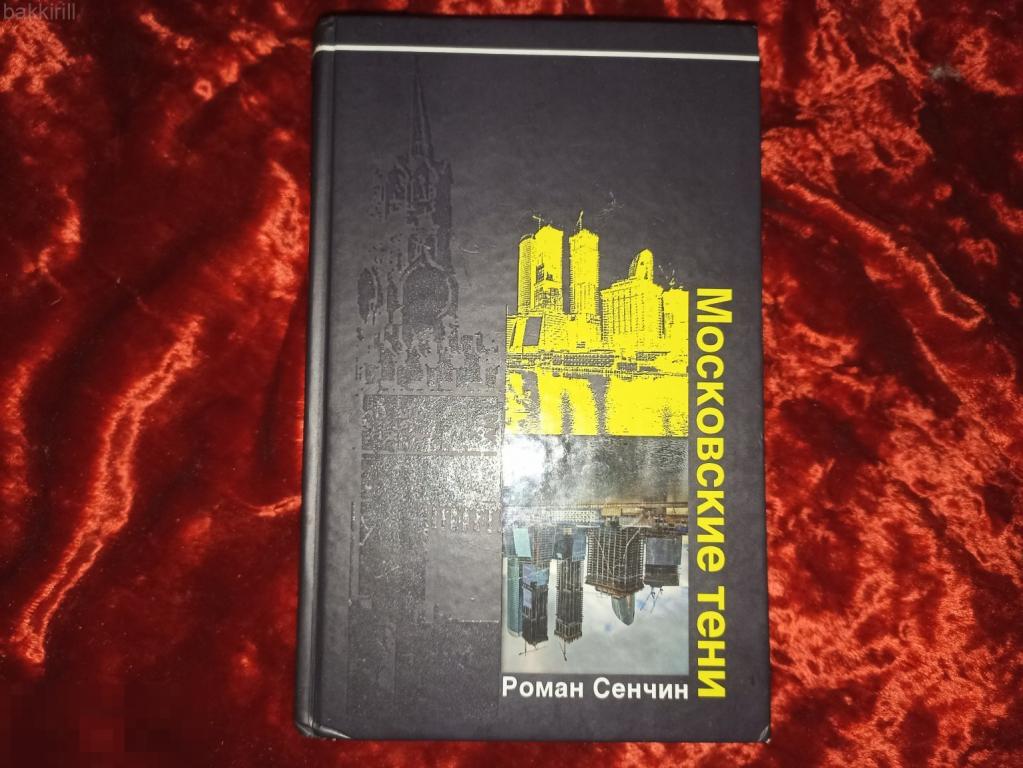 bakkirill
Московские тени
Роман Сенчин